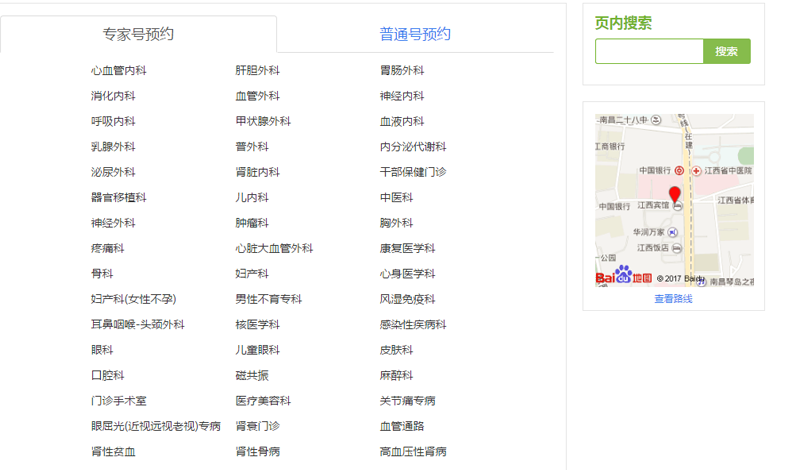 专家号预约 普通号预约
心血管内科 肝胆外科 胃肠外科
消化内科 血管外科 神经内科
呼吸内科 甲状腺外科 血液内科
乳腺外科 普外科 内分泌代谢科
泌尿外科 肾脏内科 干部保健门诊
器官移植科 儿内科 中医科
神经外科 肿瘤科 胸外科
疼痛科 心脏大血管外科 康复医学科
骨科 妇产科 心身医学科
妇产科(女性不孕) 男性不育专科 风湿免疫科
耳鼻咽喉-头颈外科 核医学科 感染性疾病科
眼科 儿童眼科 皮肤科
口腔科 磁共振 麻醉科
门诊手术室 医疗美容科 关节痛专病
眼屈光(近视远视老视)专病 肾衰门诊 血管通路
肾性贫血 肾性骨病 高血压性肾病
页内搜索
搜索
南昌二十八中
在建
工商银行
中国银行 江西省中医院
中国银行 江西宾馆 江西省体育
华润万家
江西饭店
公园
Bai du 地图 © 2017 Baidu 南昌琴岛之夜
查看路线